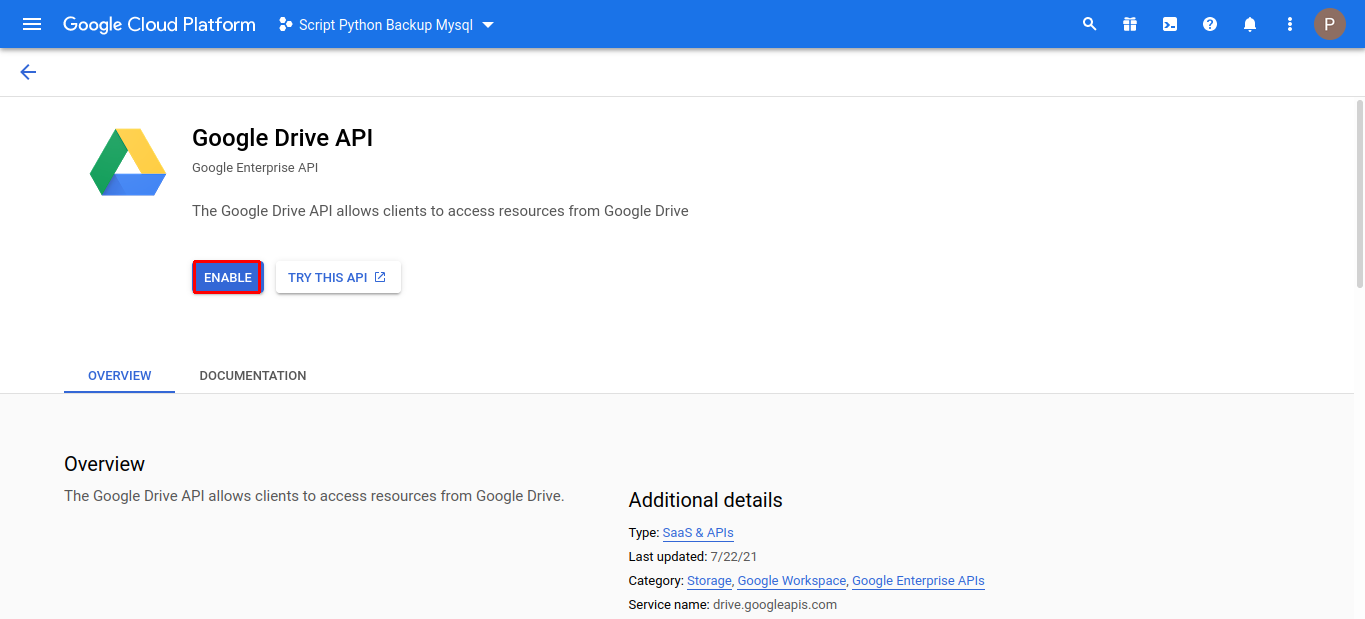 Google Cloud Platform
Script Python Backup Mysql
P
Google Drive API
Google Enterprise API
The Google Drive API allows clients to access resources from Google Drive
ENABLE
TRY THIS API
OVERVIEW
DOCUMENTATION
Overview
The Google Drive API allows clients to access resources from Google Drive.
Additional details
Type: SaaS & APIs
Last updated: 7/22/21
Category: Storage, Google Workspace, Google Enterprise APIs
Service name: drive.googleapis.com